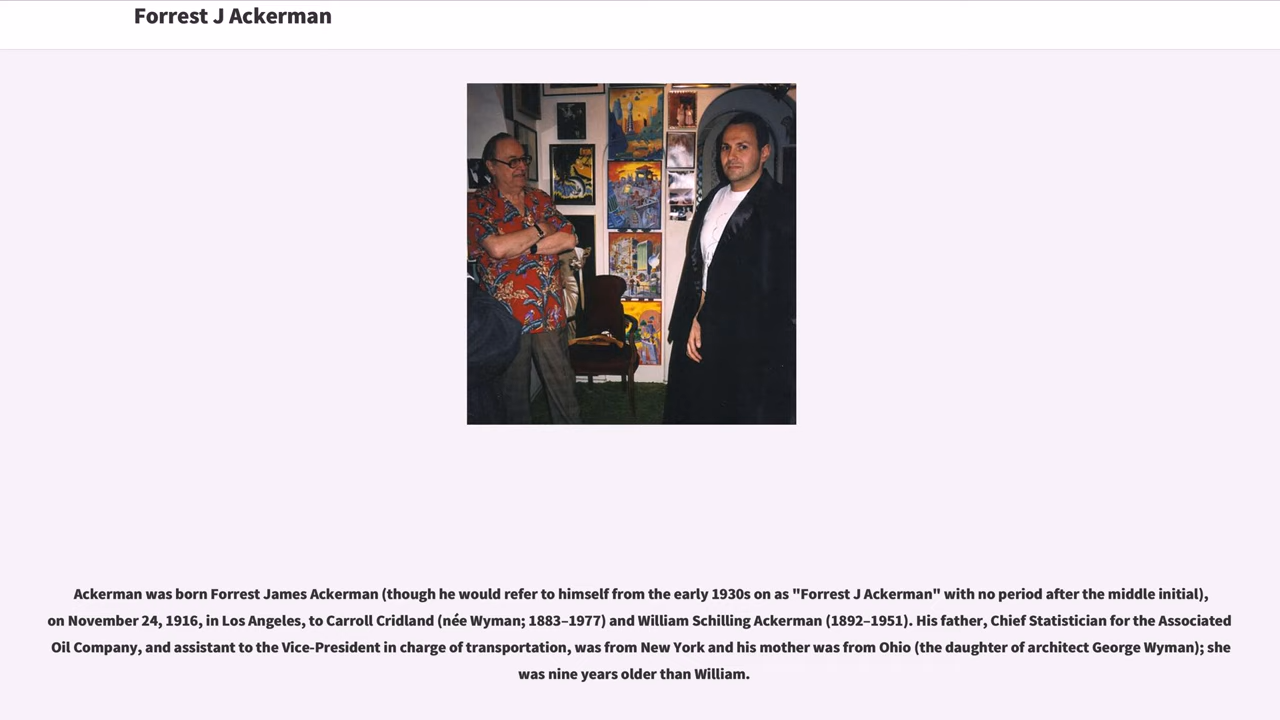 Forrest J Ackerman
Ackerman was born Forrest James Ackerman (though he would refer to himself from the early 1930s on as "Forrest J Ackerman" with no period after the middle initial),
on November 24, 1916, in Los Angeles, to Carroll Cridland (née Wyman; 1883–1977) and William Schilling Ackerman (1892–1951). His father, Chief Statistician for the Associated
Oil Company, and assistant to the Vice-President in charge of transportation, was from New York and his mother was from Ohio (the daughter of architect George Wyman); she
was nine years older than William.